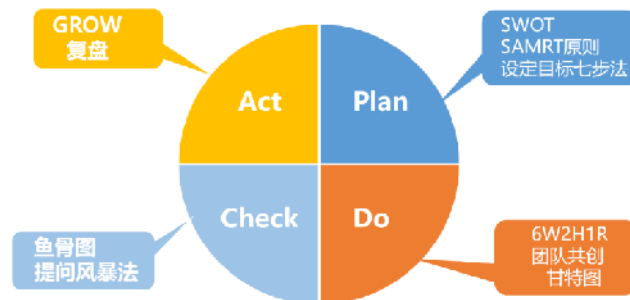 GROW
复盘
SWOT
SAMRT原则
设定目标七步法
Act
Plan
Check
Do
鱼骨图
提问风暴法
6W2H1R
团队共创
甘特图